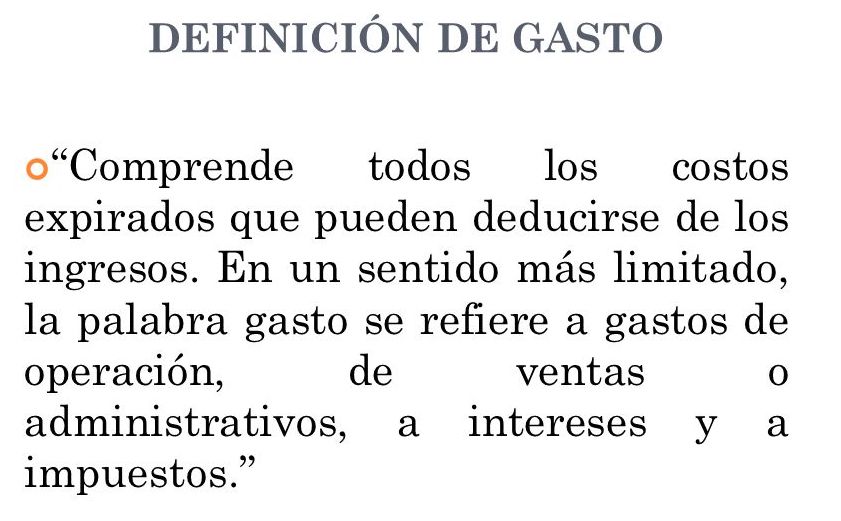 DEFINICIÓN DE GASTO
“Comprende todos los costos
expirados que pueden deducirse de los
ingresos. En un sentido más limitado,
la palabra gasto se refiere a gastos de
operación, de ventas o
administrativos, a intereses y a
impuestos.”